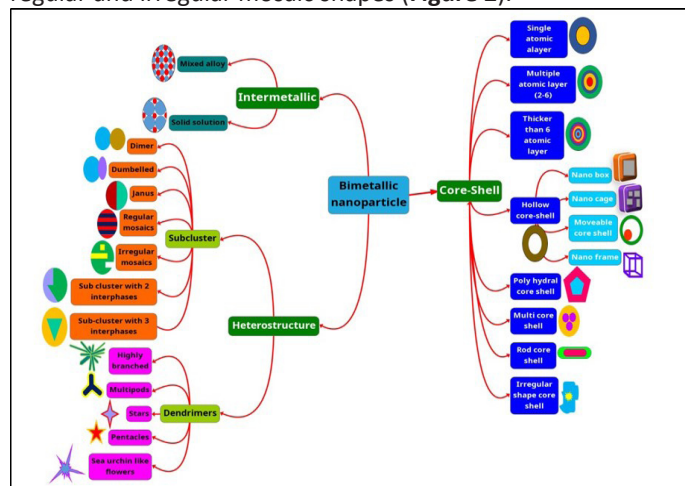 regular and irregular mosaic shapes (Figure 2).
Mixed alloy
Intermetallic
Solid solution
Dimer
Dumbelled
Janus
Regular
mosaics
Subcluster
Irregular
mosaics
Sub cluster with 2
interphases
Sub-cluster with 3
interphases
Heterostructure
Highly
branched
Multipods
Stars
Dendrimers
Pentacles
Sea urchin like
flowers
Bimetallic
nanoparticle
Core-Shell
Single
atomic
alayer
Multiple
atomic layer
(2-6)
Thicker
than 6
atomic
layer
Hollow
core-shell
Nano box
Nano cage
Moveable
core shell
Nano frame
Poly hydral
core shell
Multi core
shell
Rod core
shell
Irregular
shape core
shell